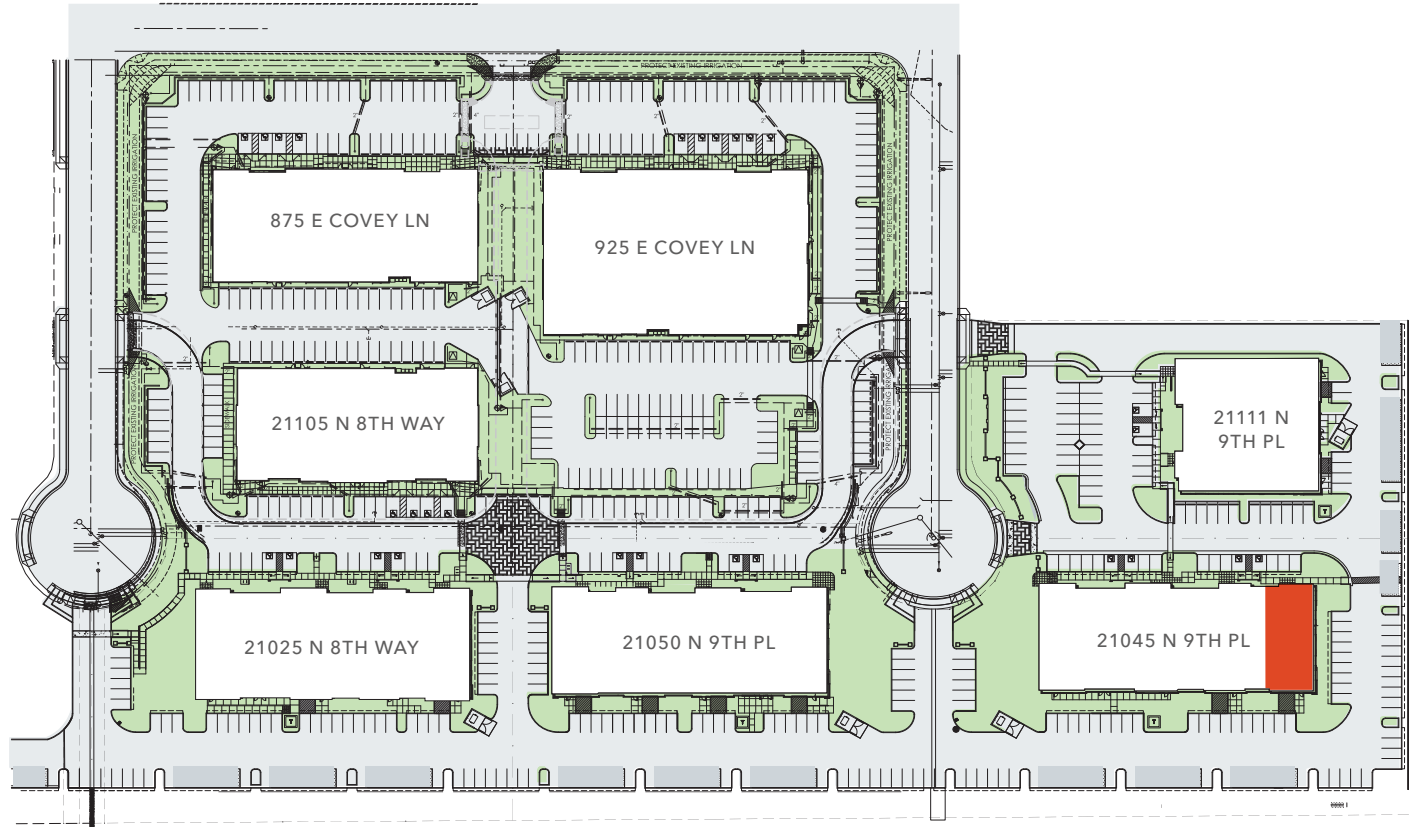 PROTECT EXISTING IRRIGATION
PROTECT EXISTING IRRIGATION
PROTECT EXISTING IRRIGATION
875 E COVEY LN
925 E COVEY LN
PROTECT EXISTING IRRIGATION
PROTECT EXISTING IRRIGATION
21105 N 8TH WAY
21111 N
9TH PL
21025 N 8TH WAY
21050 N 9TH PL
21045 N 9TH PL